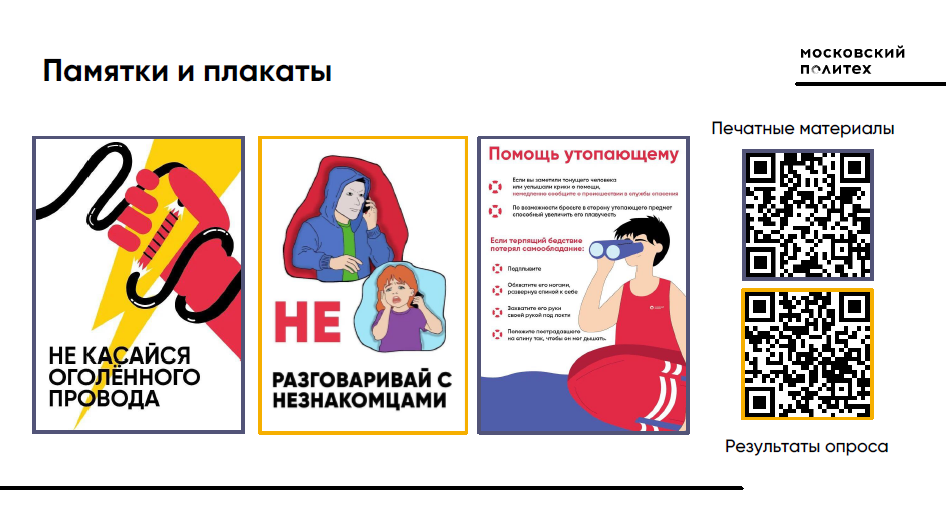 Памятки и плакаты
московский
политех
НЕ КАСАЙСЯ
ОГОЛЁННОГО
ПРОВОДА
НЕ
РАЗГОВАРИВАЙ С
НЕЗНАКОМЦАМИ
Помощь утопающему
Если вы заметили тонущего человека
или услышали крики о помощи,
немедленно сообщите о происшествии в службы спасения
По возможности бросьте в сторону утопающего предмет
способный увеличить его плавучесть
Если терпящий бедствие
потерял самообладание:
Подплывите
Обхватите его ногами,
развернув спиной к себе
Захватите его руки
своей рукой под локти
Положите пострадавшего
на спину так, чтобы он мог дышать.
Печатные материалы
Результаты опроса